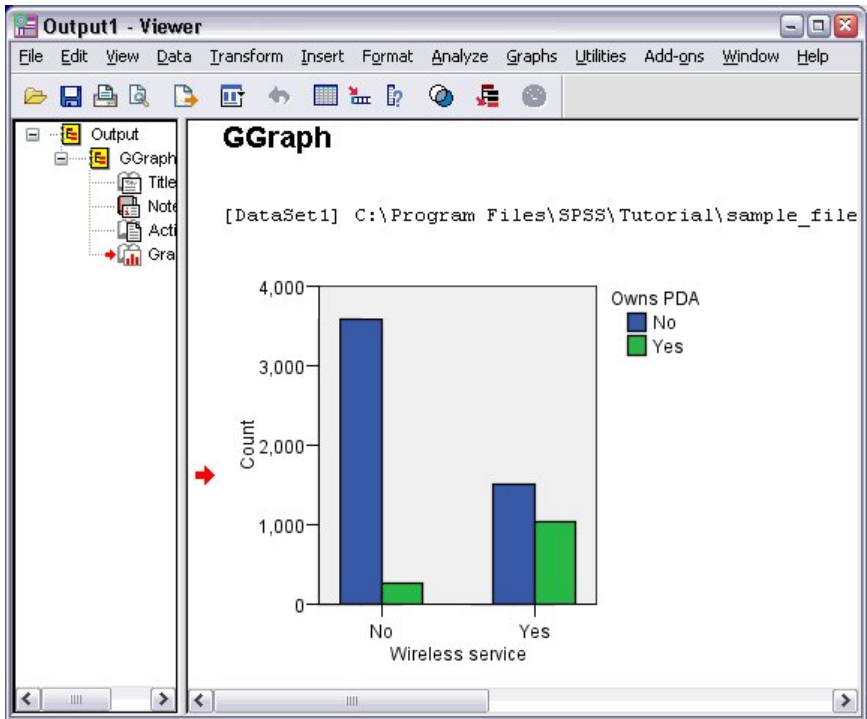 Output1 - Viewer
File Edit View Data Transform Insert Format Analyze Graphs Utilities Add-ons Window Help
Output
GGraph
Title
Note
Acti
Gra
GGraph
[DataSet1] C:\Program Files\SPSS\Tutorial\sample_file
4,000
3,000
2,000
1,000
0
Count
No
Yes
Wireless service
Owns PDA
No
Yes